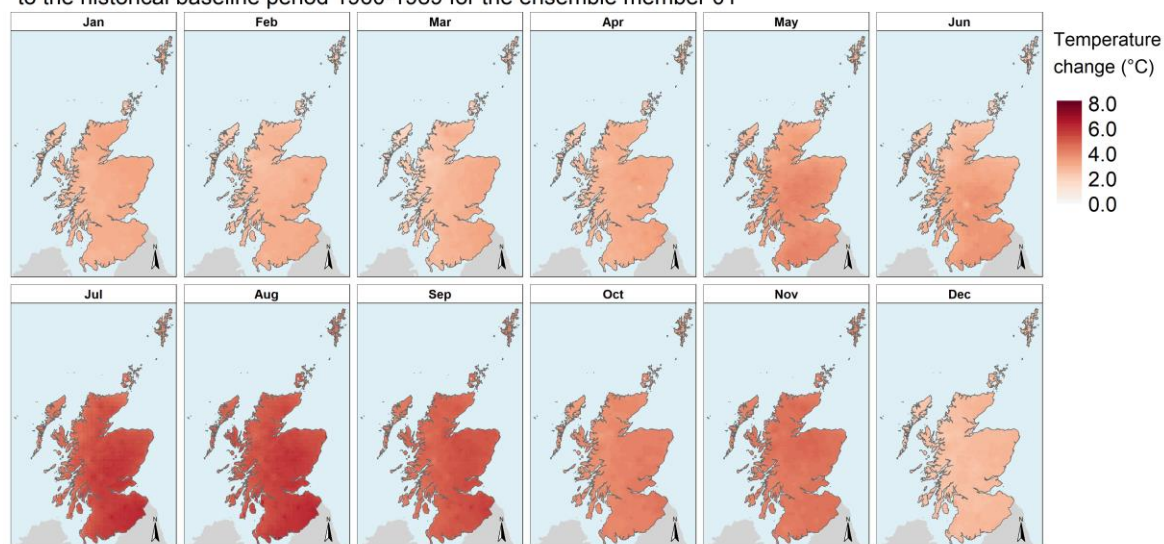 to the historical baseline period 1960-1989 for the ensemble member 01
Jan Feb Mar Apr May Jun
N N N N N N
Temperature
change (°C)
8.0
6.0
4.0
2.0
0.0
Jul Aug Sep Oct Nov Dec
N N N N N N